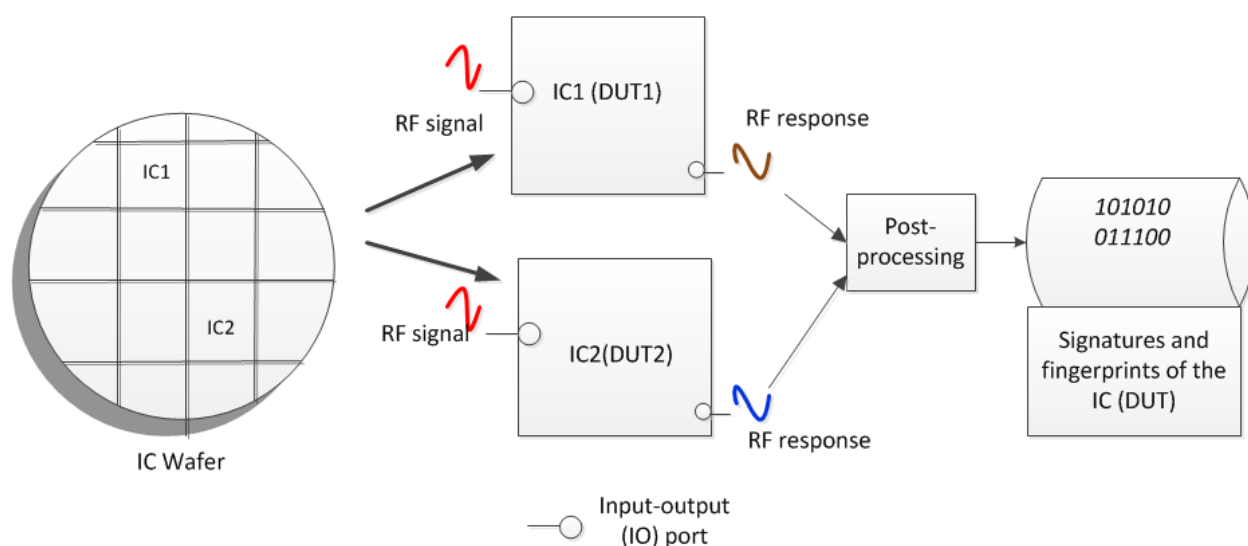 IC1
IC2
IC Wafer
RF signal
IC1 (DUT1)
RF response
RF signal
IC2(DUT2)
RF response
Post-
processing
101010
011100
Signatures and
fingerprints of the
IC (DUT)
Input-output
(IO) port